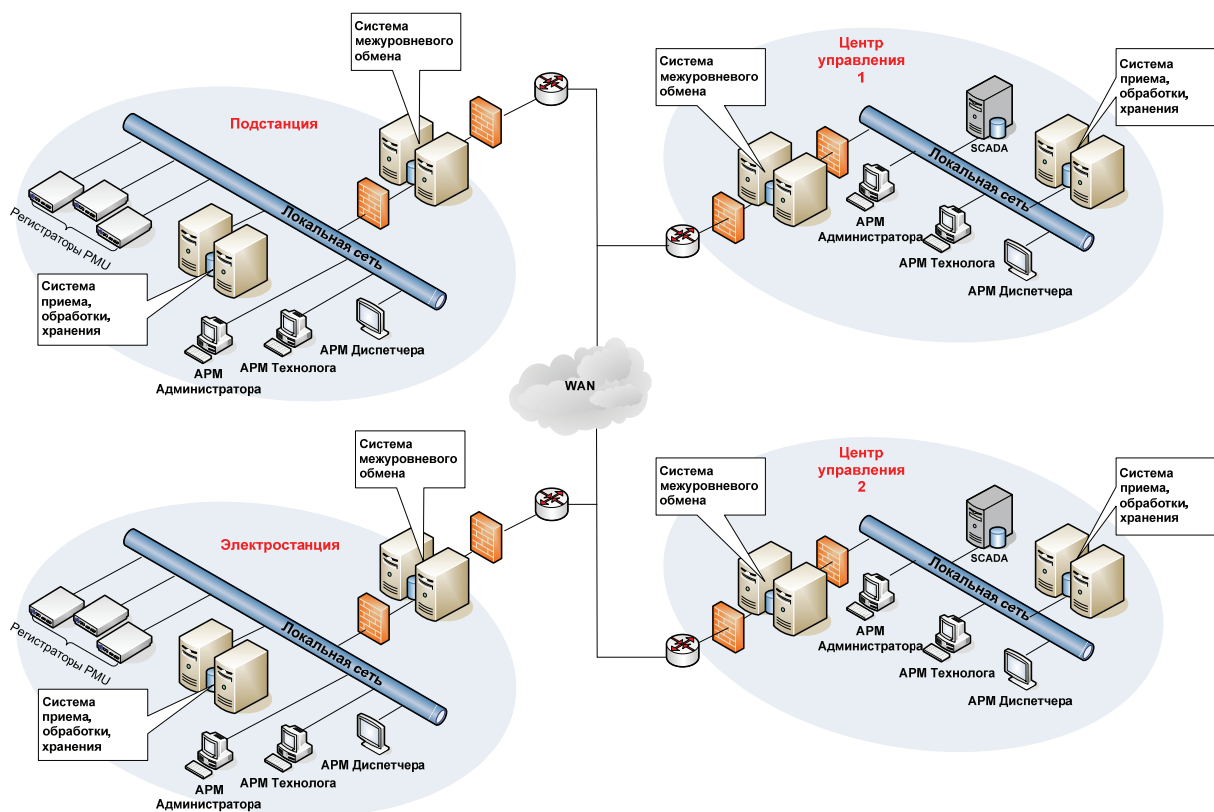 Система
межуровневого
обмена
Подстанция
Локальная сеть
Регистраторы PMU
Система
приема,
обработки,
хранения
АРМ
Администратора
АРМ Технолога
АРМ Диспетчера
Центр
управления
1
Система
межуровневого
обмена
Система
приема,
обработки,
хранения
SCADA
Локальная сеть
АРМ
Администратора
АРМ Технолога
АРМ Диспетчера
WAN
Система
межуровневого
обмена
Электростанция
Локальная сеть
Регистраторы PMU
Система
приема,
обработки,
хранения
АРМ
Администратора
АРМ Технолога
АРМ Диспетчера
Центр
управления
2
Система
межуровневого
обмена
Система
приема,
обработки,
хранения
SCADA
Локальная сеть
АРМ
Администратора
АРМ Технолога
АРМ Диспетчера